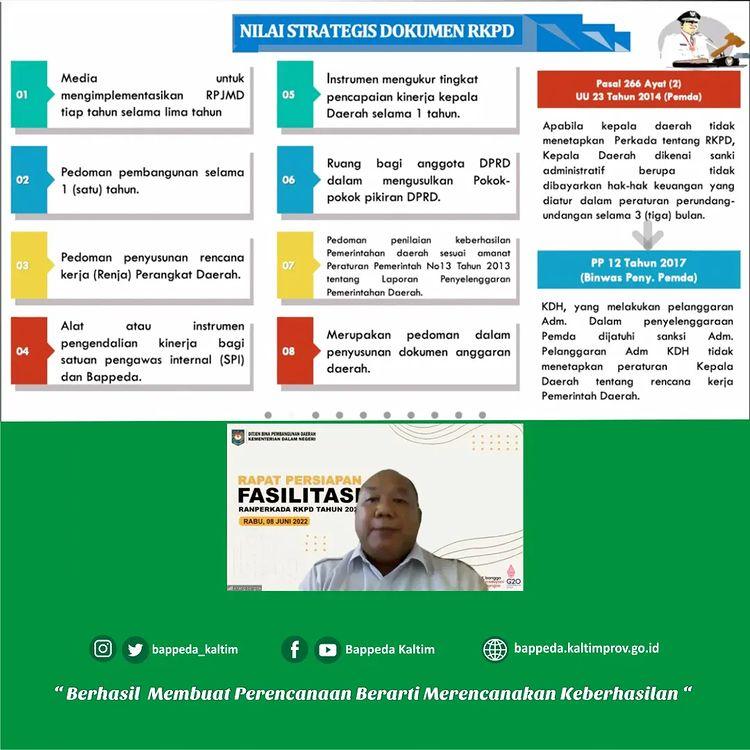 NILAI STRATEGIS DOKUMEN RKPD
01
Media untuk
mengimplementasikan RPJMD
tiap tahun selama lima tahun
02
Pedoman pembangunan selama
1 (satu) tahun.
03
Pedoman penyusunan rencana
kerja (Renja) Perangkat Daerah.
04
Alat atau instrumen
pengendalian kinerja bagi
satuan pengawas internal (SPI)
dan Bappeda.
05
Instrumen mengukur tingkat
pencapaian kinerja kepala
Daerah selama 1 tahun.
06
Ruang bagi anggota DPRD
dalam mengusulkan Pokok-
pokok pikiran DPRD.
07
Pedoman penilaian keberhasilan
Pemerintahan daerah sesuai amanat
Peraturan Pemerintah No13 Tahun 2013
tentang Laporan Penyelenggaran
Pemerintahan Daerah.
08
Merupakan pedoman dalam
penyusunan dokumen anggaran
daerah.
Pasal 266 Ayat (2)
UU 23 Tahun 2014 (Pemda)
Apabila kepala daerah tidak
menetapkan Perkada tentang RKPD,
Kepala Daerah dikenai sanki
administratif berupa tidak
dibayarkan hak-hak keuangan yang
diatur dalam peraturan perundang-
undangan selama 3 (tiga) bulan.
PP 12 Tahun 2017
(Binwas Peny. Pemda)
KDH, yang melakukan pelanggaran
Adm. Dalam penyelenggaraan
Pemda dijatuhi sanksi Adm.
Pelanggaran Adm KDH tidak
menetapkan peraturan Kepala
Daerah tentang rencana kerja
Pemerintah Daerah.
DITJEN BINA PEMBANGUNAN DAERAH
KEMENTERIAN DALAM NEGERI
RAPAT PERSIAPAN
FASILITASI
RANPERKADA RKPD TAHUN
RABU, 08 JUNI 2022
bangga
G20
bappeda_kaltim
Bappeda Kaltim
bappeda.kaltimprov.go.id
“ Berhasil Membuat Perencanaan Berarti Merencanakan Keberhasilan “